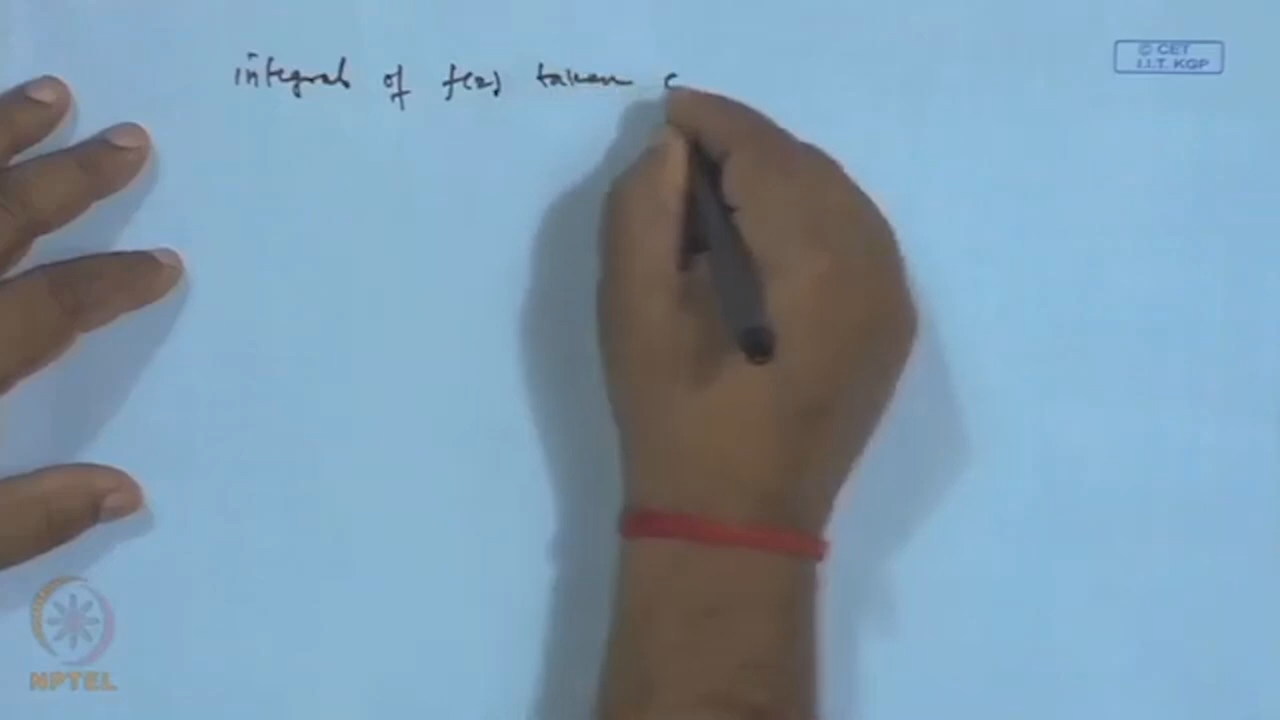 integral of f(z) taken
© CET
I.I.T. KGP
NPTEL